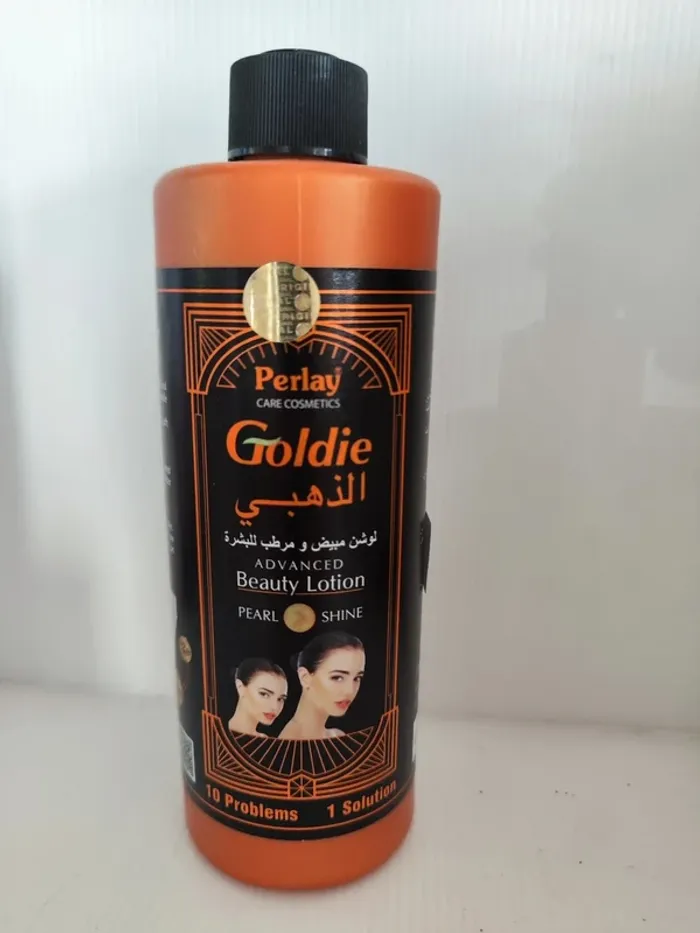 Perlay
CARE COSMETICS
Goldie
الذهبي
لوشن مبيض و مرطب للبشرة
ADVANCED
Beauty Lotion
PEARL SHINE
10 Problems 1 Solution